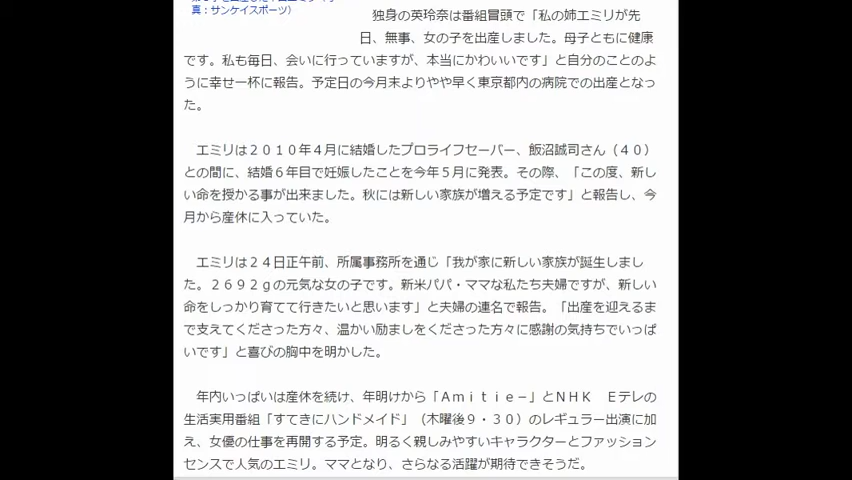 真：サンケイスポーツ）
独身の英玲奈は番組冒頭で「私の姉エミリが先
日、無事、女の子を出産しました。母子ともに健康
です。私も毎日、会いに行っていますが、本当にかわいいです」と自分のことのよ
うに幸せ一杯に報告。予定日の今月末よりやや早く東京都内の病院での出産となっ
た。
エミリは２０１０年４月に結婚したプロライフセーバー、飯沼誠司さん（４０）
との間に、結婚６年目で妊娠したことを今年５月に発表。その際、「この度、新し
い命を授かる事が出来ました。秋には新しい家族が増える予定です」と報告し、今
月から産休に入っていた。
エミリは２４日正午前、所属事務所を通じ「我が家に新しい家族が誕生しまし
た。２６９２ｇの元気な女の子です。新米パパ・ママな私たち夫婦ですが、新しい
命をしっかり育てて行きたいと思います」と夫婦の連名で報告。「出産を迎えるま
で支えてくださった方々、温かい励ましをくださった方々に感謝の気持ちでいっぱ
いです」と喜びの胸中を明かした。
年内いっぱいは産休を続け、年明けから「Ａｍｉｔｉｅ－」とＮＨＫ　Ｅテレの
生活実用番組「すてきにハンドメイド」（木曜後９・３０）のレギュラー出演に加
え、女優の仕事を再開する予定。明るく親しみやすいキャラクターとファッション
センスで人気のエミリ。ママとなり、さらなる活躍が期待できそうだ。